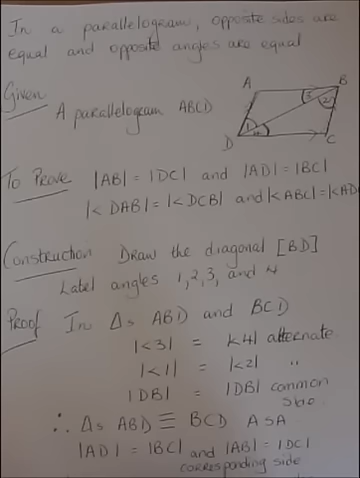 In a parallelogram, opposite sides are
equal and opposite angles are equal
Given
A parallelogram ABCD
A B
3 2
1 4
D C
To Prove |AB| = |DC| and |AD| = |BC|
|<DAB| = |<DCB| and |<ABC| = |<AD
Construction Draw the diagonal [BD]
Label angles 1, 2, 3, and 4
Proof In Δs ABD and BCD
|<3| = |<4| alternate
|<1| = |<2| "
|DB| = |DB| common
side
∴ Δs ABD ≡ BCD ASA
|AD| = |BC| and |AB| = |DC|
corresponding side